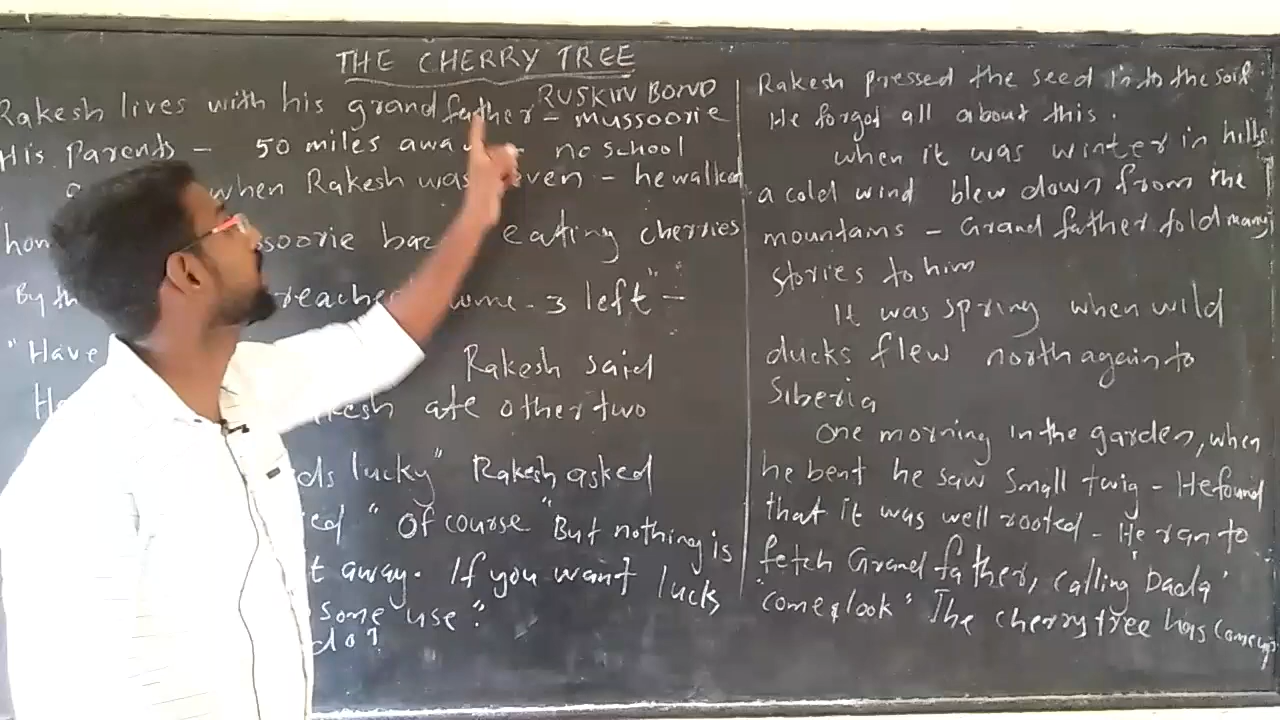 THE CHERRY TREE
RUSKIN BOND
Rakesh lives with his grandfather - mussoorie
His Parents - 50 miles away - no school
when Rakesh was - he walked
eating cherries
By reached - 3 left" -
"Have Rakesh said
ate other two
lucky" Rakesh asked
"Of course" But nothing is
away. If you want luck,
some use".
do?
Rakesh pressed the seed into the soil.
He forgot all about this.
when it was winter in hills
a cold wind blew down from the
mountains - Grand father told many
stories to him
It was spring when wild
ducks flew north again to
Siberia
One morning in the garden, when
he bent he saw small twig - He found
that it was well rooted - He ran to
fetch Grand father, calling 'Dada'
"come & look" The cherry tree has come up